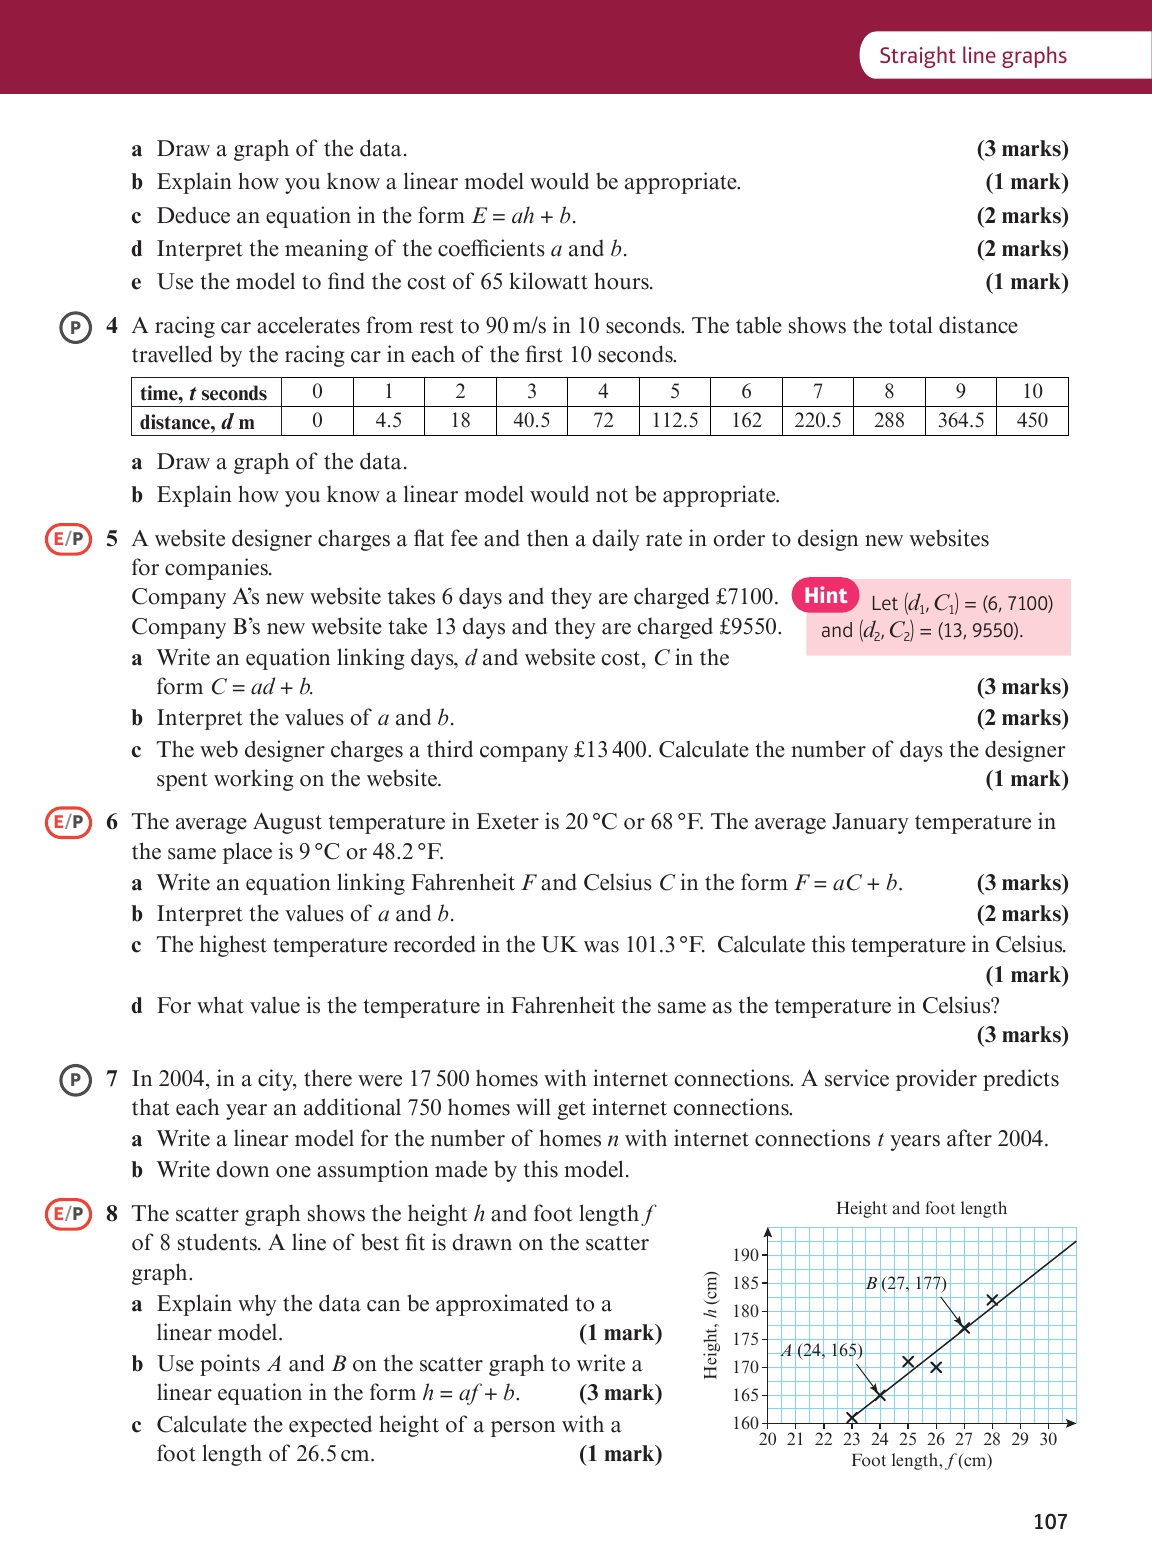 Straight line graphs
a Draw a graph of the data. (3 marks)
b Explain how you know a linear model would be appropriate. (1 mark)
c Deduce an equation in the form E = ah + b. (2 marks)
d Interpret the meaning of the coefficients a and b. (2 marks)
e Use the model to find the cost of 65 kilowatt hours. (1 mark)
P 4 A racing car accelerates from rest to 90 m/s in 10 seconds. The table shows the total distance
travelled by the racing car in each of the first 10 seconds.
time, t seconds 0 1 2 3 4 5 6 7 8 9 10
distance, d m 0 4.5 18 40.5 72 112.5 162 220.5 288 364.5 450
a Draw a graph of the data.
b Explain how you know a linear model would not be appropriate.
E/P 5 A website designer charges a flat fee and then a daily rate in order to design new websites
for companies.
Company A's new website takes 6 days and they are charged £7100.
Company B's new website take 13 days and they are charged £9550.
Hint Let (d₁, C₁) = (6, 7100)
and (d₂, C₂) = (13, 9550).
a Write an equation linking days, d and website cost, C in the
form C = ad + b. (3 marks)
b Interpret the values of a and b. (2 marks)
c The web designer charges a third company £13 400. Calculate the number of days the designer
spent working on the website. (1 mark)
E/P 6 The average August temperature in Exeter is 20 °C or 68 °F. The average January temperature in
the same place is 9 °C or 48.2 °F.
a Write an equation linking Fahrenheit F and Celsius C in the form F = aC + b. (3 marks)
b Interpret the values of a and b. (2 marks)
c The highest temperature recorded in the UK was 101.3 °F. Calculate this temperature in Celsius.
(1 mark)
d For what value is the temperature in Fahrenheit the same as the temperature in Celsius?
(3 marks)
P 7 In 2004, in a city, there were 17 500 homes with internet connections. A service provider predicts
that each year an additional 750 homes will get internet connections.
a Write a linear model for the number of homes n with internet connections t years after 2004.
b Write down one assumption made by this model.
E/P 8 The scatter graph shows the height h and foot length f
of 8 students. A line of best fit is drawn on the scatter
graph.
a Explain why the data can be approximated to a
linear model. (1 mark)
b Use points A and B on the scatter graph to write a
linear equation in the form h = af + b. (3 mark)
c Calculate the expected height of a person with a
foot length of 26.5 cm. (1 mark)
Height and foot length
Height, h (cm)
190
185
180
175
170
165
160
B (27, 177)
A (24, 165)
20 21 22 23 24 25 26 27 28 29 30
Foot length, f (cm)
107